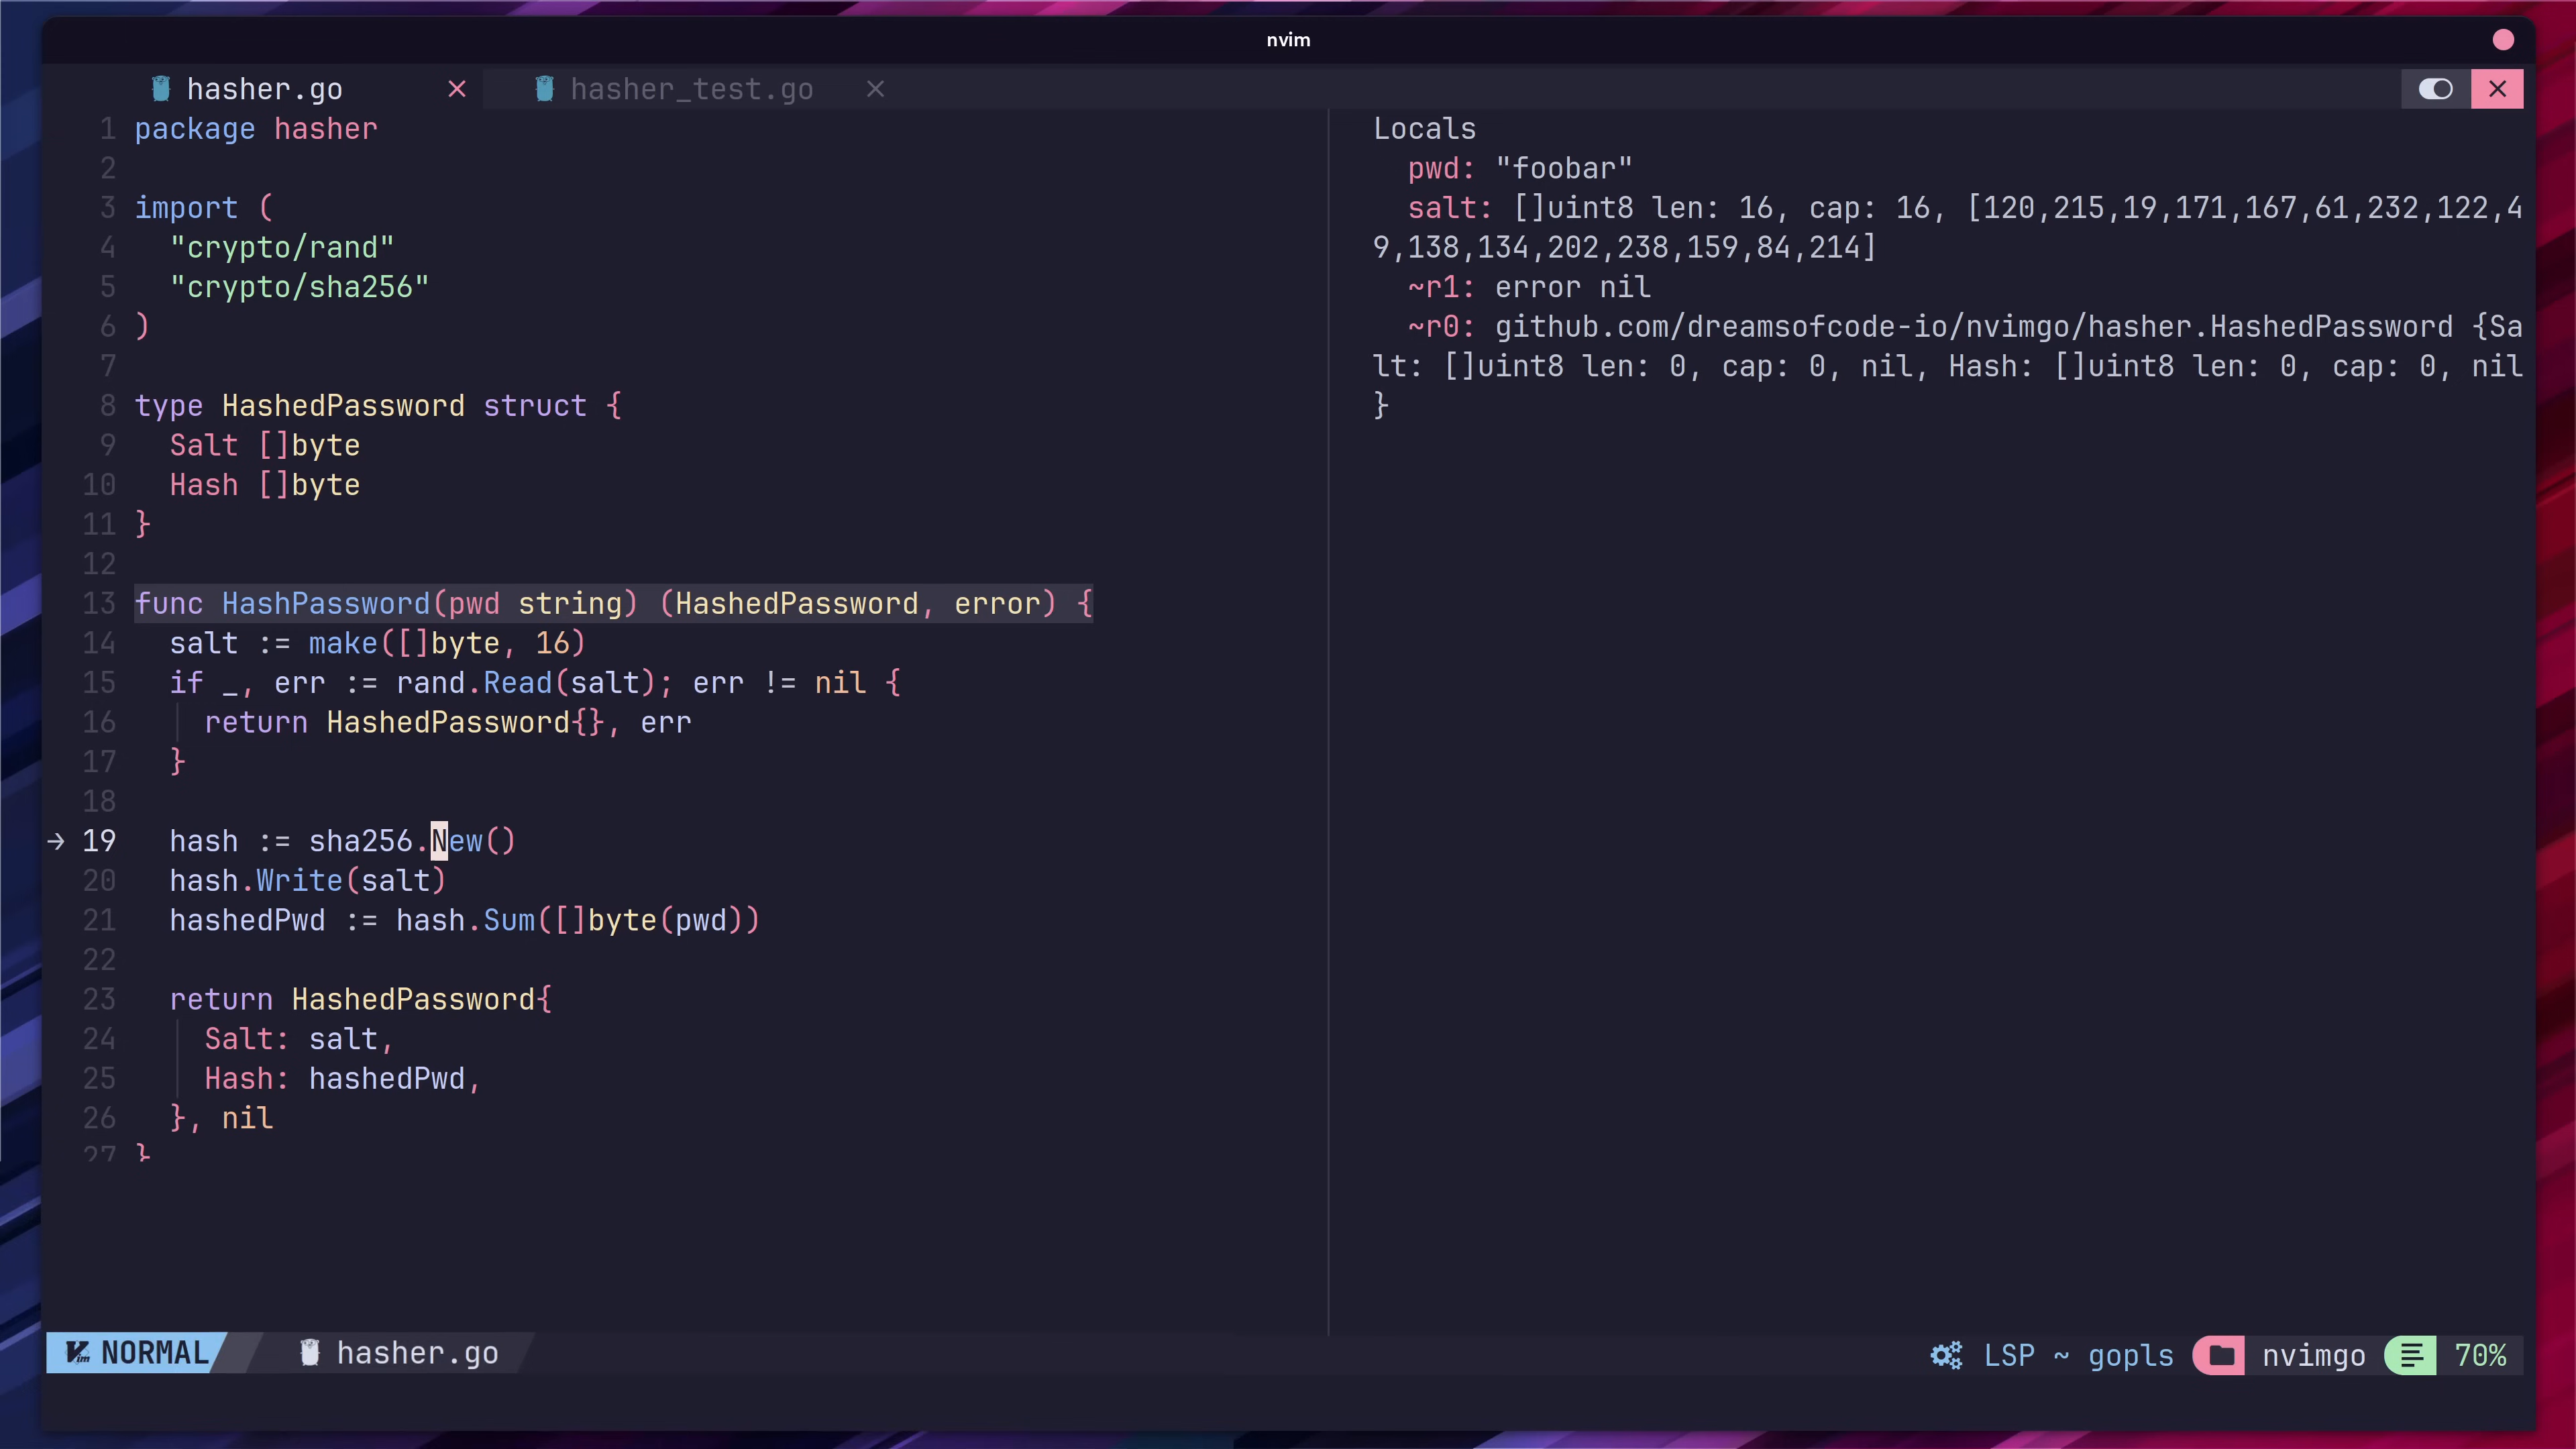 nvim
hasher.go
hasher_test.go
1 package hasher
2
3 import (
4 "crypto/rand"
5 "crypto/sha256"
6 )
7
8 type HashedPassword struct {
9 Salt []byte
10 Hash []byte
11 }
12
13 func HashPassword(pwd string) (HashedPassword, error) {
14 salt := make([]byte, 16)
15 if _, err := rand.Read(salt); err != nil {
16 return HashedPassword{}, err
17 }
18
→ 19 hash := sha256.New()
20 hash.Write(salt)
21 hashedPwd := hash.Sum([]byte(pwd))
22
23 return HashedPassword{
24 Salt: salt,
25 Hash: hashedPwd,
26 }, nil
27 }
Locals
pwd: "foobar"
salt: []uint8 len: 16, cap: 16, [120,215,19,171,167,61,232,122,4
9,138,134,202,238,159,84,214]
~r1: error nil
~r0: github.com/dreamsofcode-io/nvimgo/hasher.HashedPassword {Sa
lt: []uint8 len: 0, cap: 0, nil, Hash: []uint8 len: 0, cap: 0, nil
}
NORMAL hasher.go LSP ~ gopls nvimgo 70%